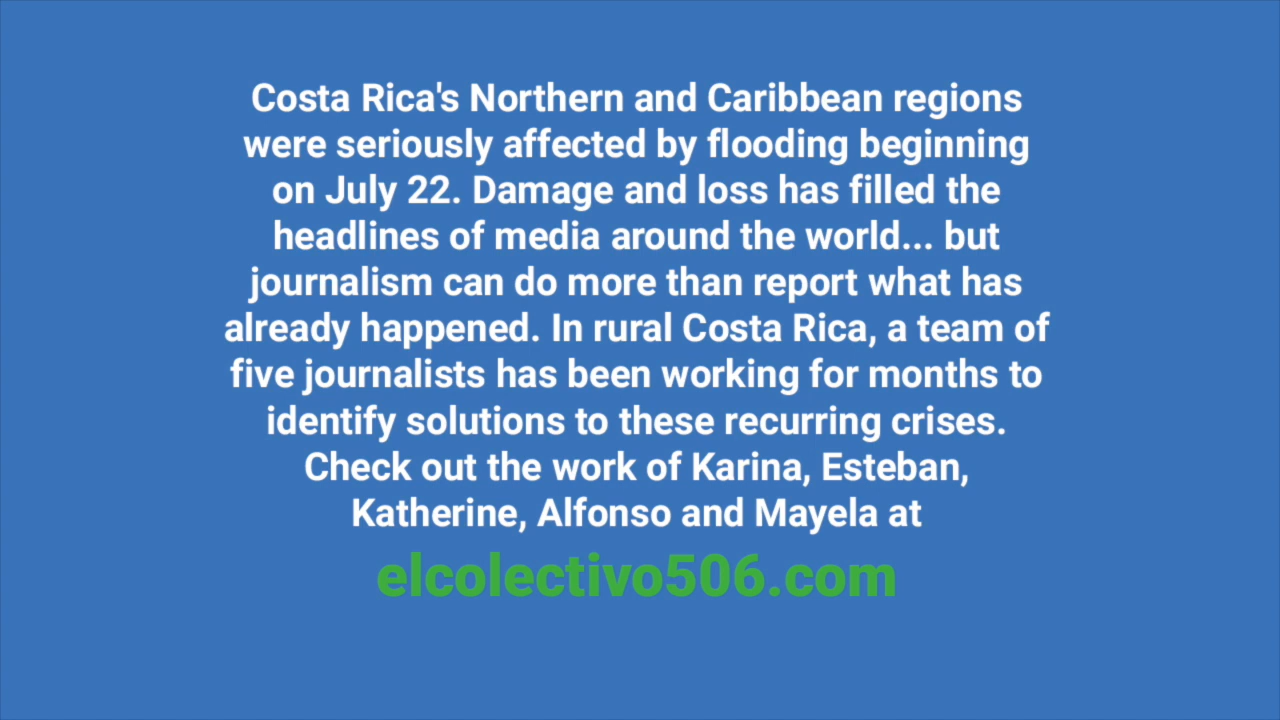 Costa Rica's Northern and Caribbean regions
were seriously affected by flooding beginning
on July 22. Damage and loss has filled the
headlines of media around the world... but
journalism can do more than report what has
already happened. In rural Costa Rica, a team of
five journalists has been working for months to
identify solutions to these recurring crises.
Check out the work of Karina, Esteban,
Katherine, Alfonso and Mayela at
elcolectivo506.com